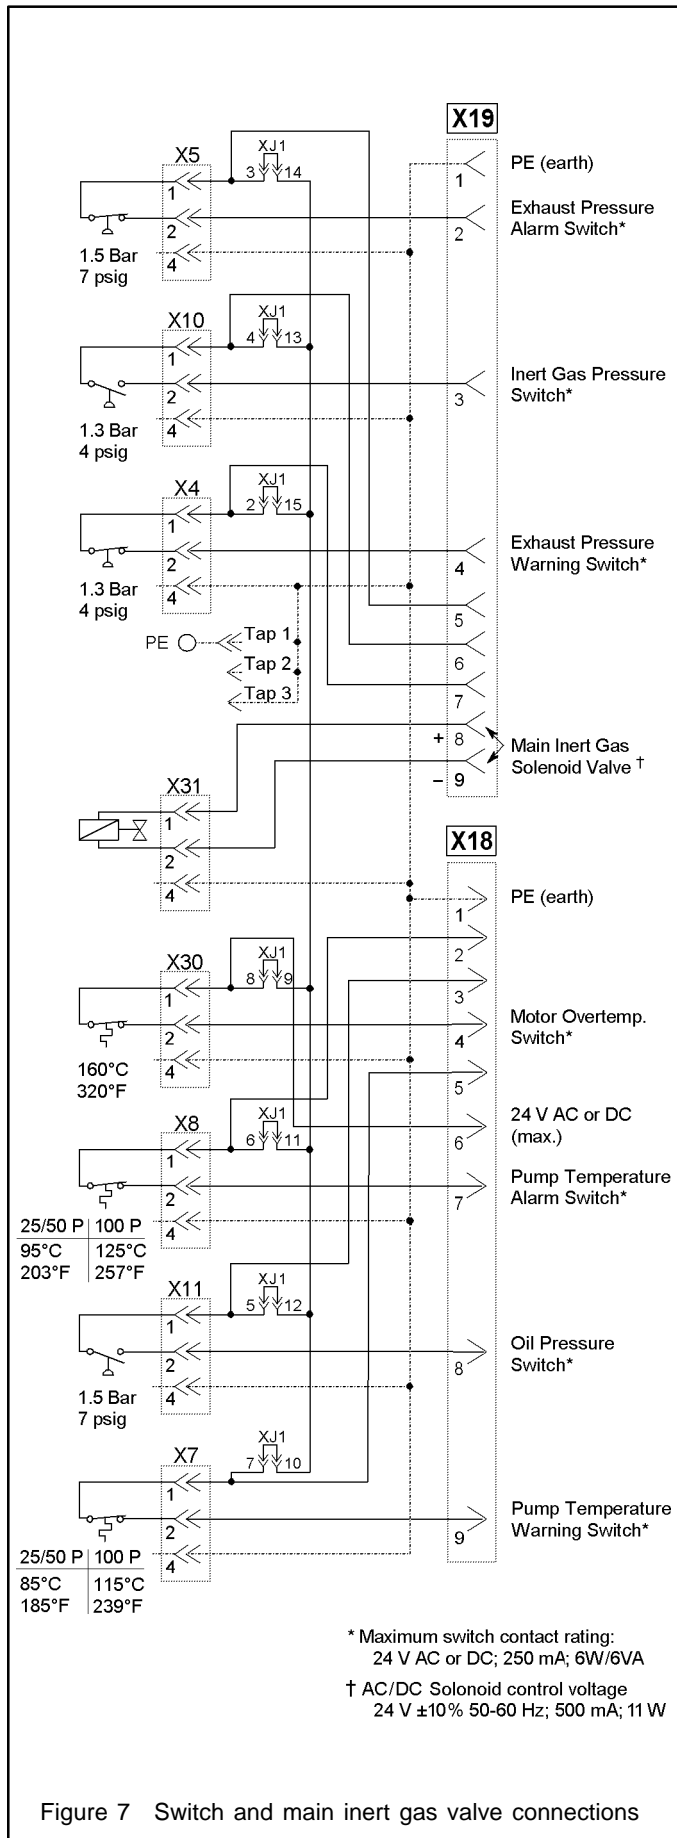 X19
XJ1
X5
3 14
1
PE (earth)
1
2
Exhaust Pressure
Alarm Switch*
2
4
1.5 Bar
7 psig
X10
XJ1
4 13
1
2
Inert Gas Pressure
Switch*
3
4
1.3 Bar
4 psig
X4
XJ1
2 15
1
2
Exhaust Pressure
Warning Switch*
4
4
1.3 Bar
4 psig
5
PE
Tap 1
6
Tap 2
7
Tap 3
+ 8
Main Inert Gas
Solenoid Valve †
– 9
X31
1
2
4
X18
PE (earth)
1
2
X30
XJ1
8 9
1
3
2
Motor Overtemp.
Switch*
4
4
160°C
320°F
5
X8
XJ1
6 11
1
24 V AC or DC
(max.)
6
2
Pump Temperature
Alarm Switch*
7
4
25/50 P 100 P
95°C 125°C
203°F 257°F
X11
XJ1
5 12
1
2
Oil Pressure
Switch*
8
4
1.5 Bar
7 psig
X7
XJ1
7 10
1
2
Pump Temperature
Warning Switch*
9
4
25/50 P 100 P
85°C 115°C
185°F 239°F
* Maximum switch contact rating:
24 V AC or DC; 250 mA; 6W/6VA
† AC/DC Solonoid control voltage
24 V ±10% 50-60 Hz; 500 mA; 11 W
Figure 7 Switch and main inert gas valve connections